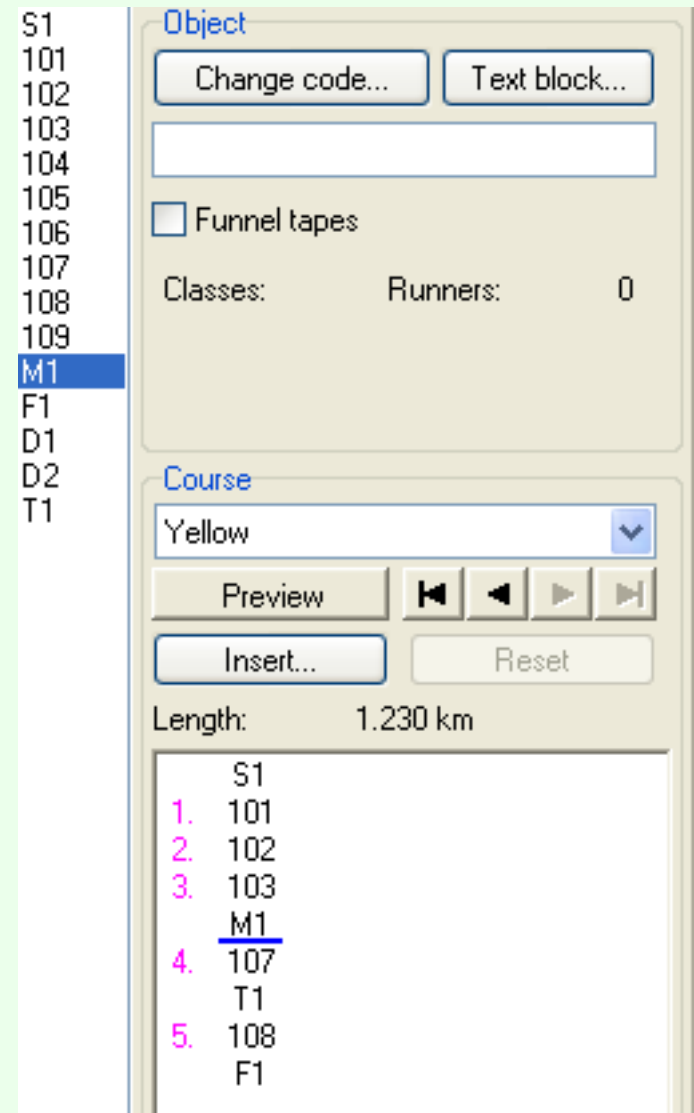 S1
101
102
103
104
105
106
107
108
109
M1
F1
D1
D2
T1
Object
Change code... Text block...
Funnel tapes
Classes: Runners: 0
Course
Yellow
Preview
Insert... Reset
Length: 1.230 km
S1
1. 101
2. 102
3. 103
M1
4. 107
T1
5. 108
F1